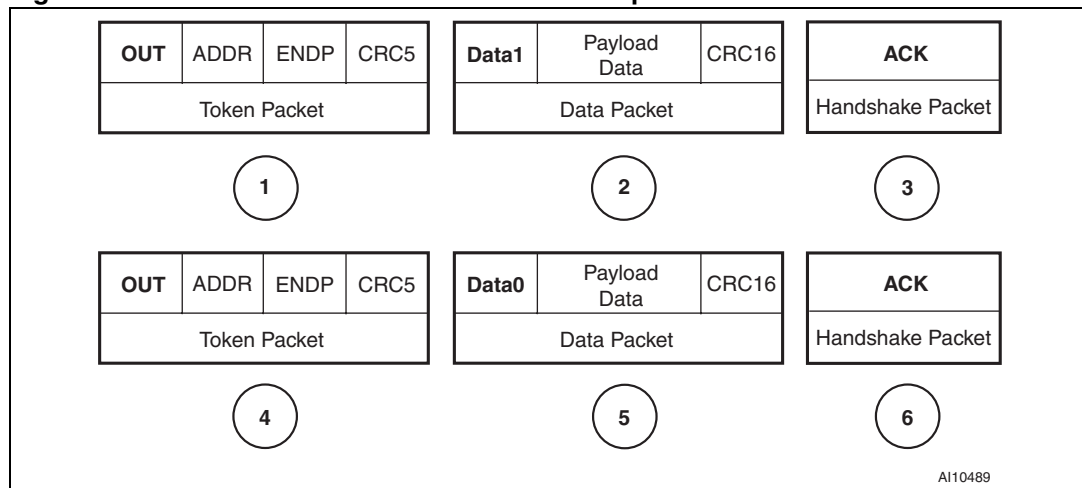 OUT ADDR ENDP CRC5 Data1 Payload Data CRC16 ACK
Token Packet Data Packet Handshake Packet
1 2 3
OUT ADDR ENDP CRC5 Data0 Payload Data CRC16 ACK
Token Packet Data Packet Handshake Packet
4 5 6
AI10489